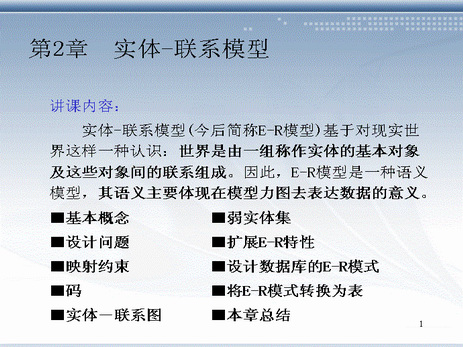 第2章 实体-联系模型
讲课内容:
实体-联系模型(今后简称E-R模型)基于对现实世
界这样一种认识:世界是由一组称作实体的基本对象
及这些对象间的联系组成。因此,E-R模型是一种语义
模型,其语义主要体现在模型力图去表达数据的意义。
■基本概念 ■弱实体集
■设计问题 ■扩展E-R特性
■映射约束 ■设计数据库的E-R模式
■码 ■将E-R模式转换为表
■实体－联系图 ■本章总结
1